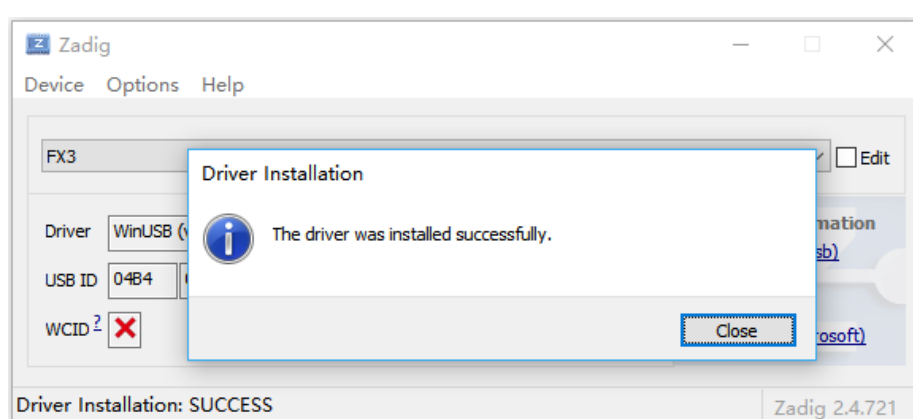 Zadig
Device Options Help
FX3
Edit
Driver Installation
The driver was installed successfully.
Driver WinUSB
USB ID 04B4
WCID ?
Close
Driver Installation: SUCCESS
Zadig 2.4.721